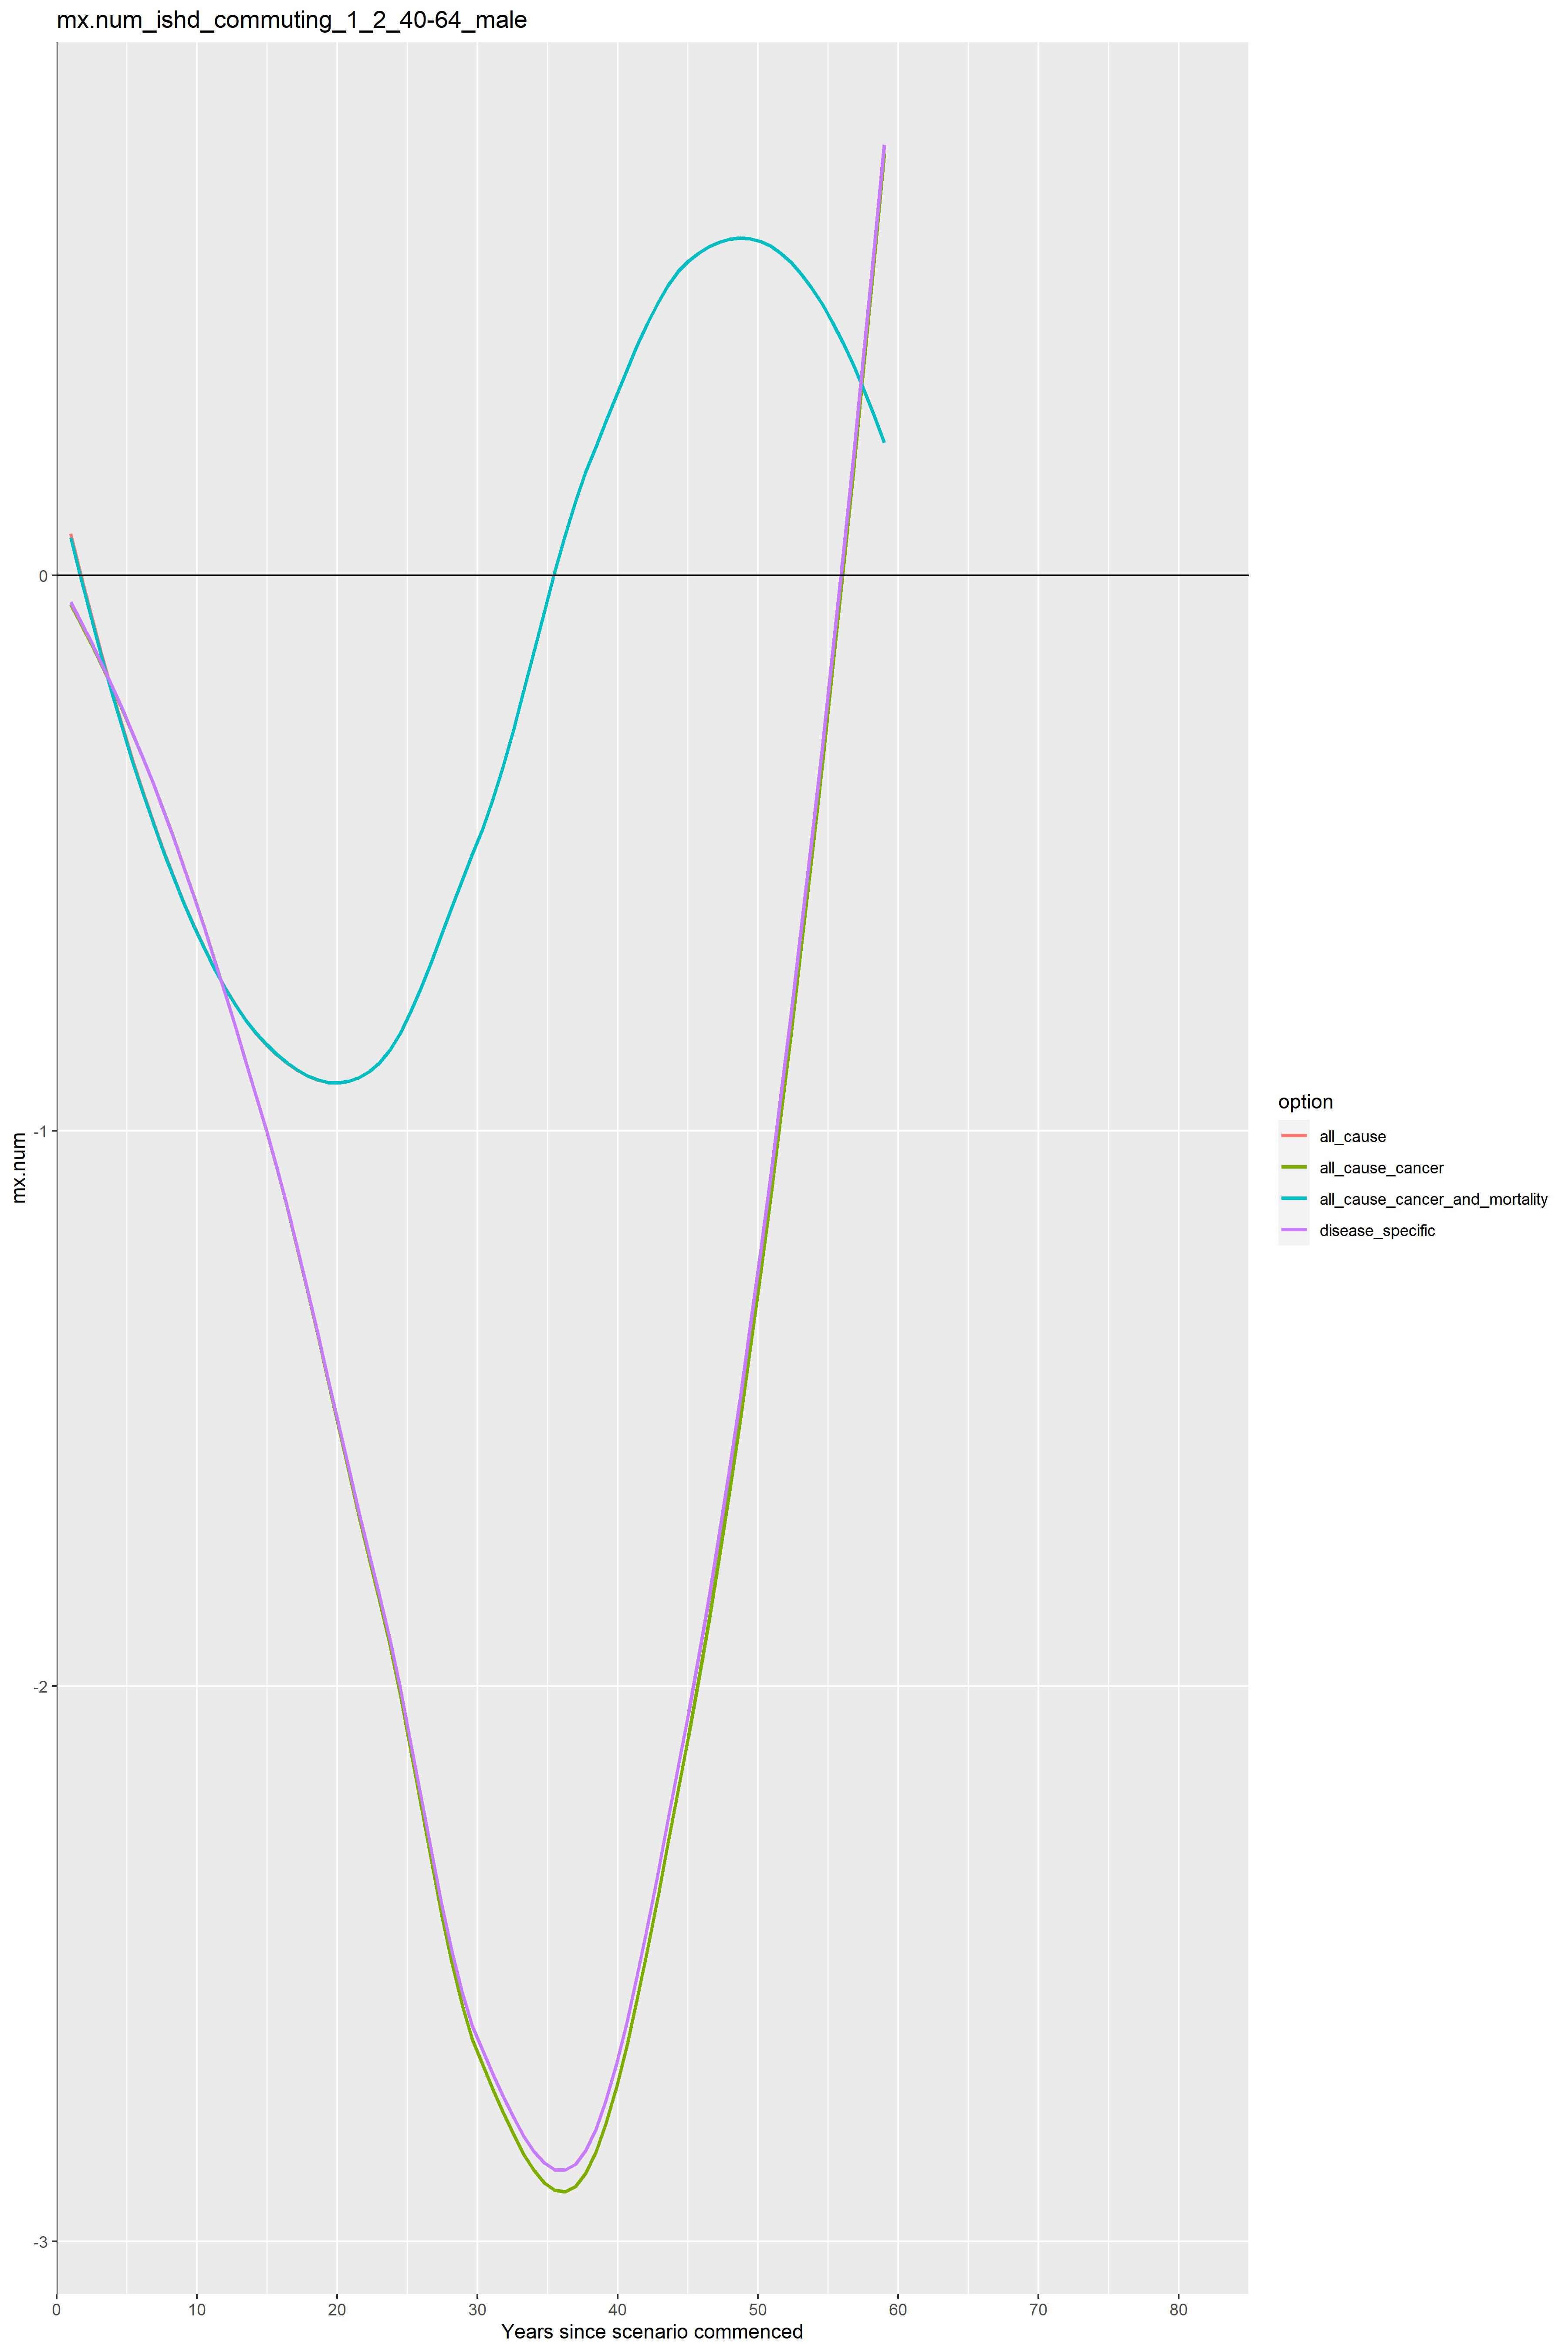 mx.num_ishd_commuting_1_2_40-64_male
mx.num
0
-1
-2
-3
0 10 20 30 40 50 60 70 80
Years since scenario commenced
option
all_cause
all_cause_cancer
all_cause_cancer_and_mortality
disease_specific